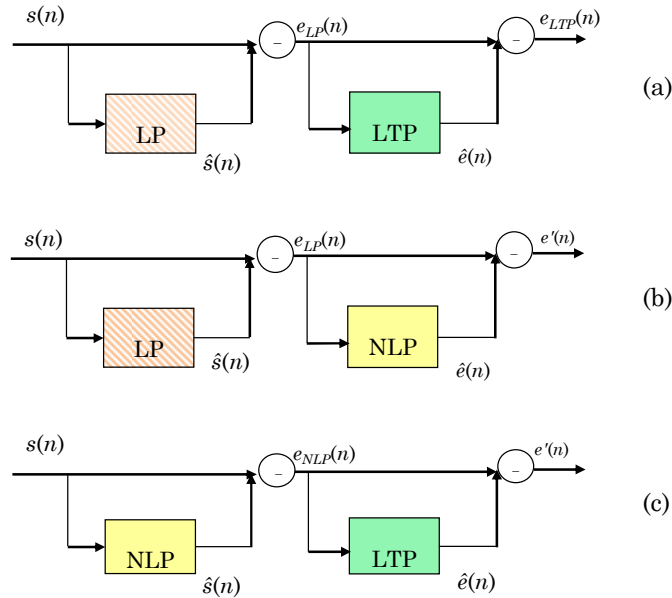 s(n) e_LP(n) e_LTP(n)
– –
(a)
LP LTP
ŝ(n) ê(n)
s(n) e_LP(n) e'(n)
– –
(b)
LP NLP
ŝ(n) ê(n)
s(n) e_NLP(n) e'(n)
– –
(c)
NLP LTP
ŝ(n) ê(n)